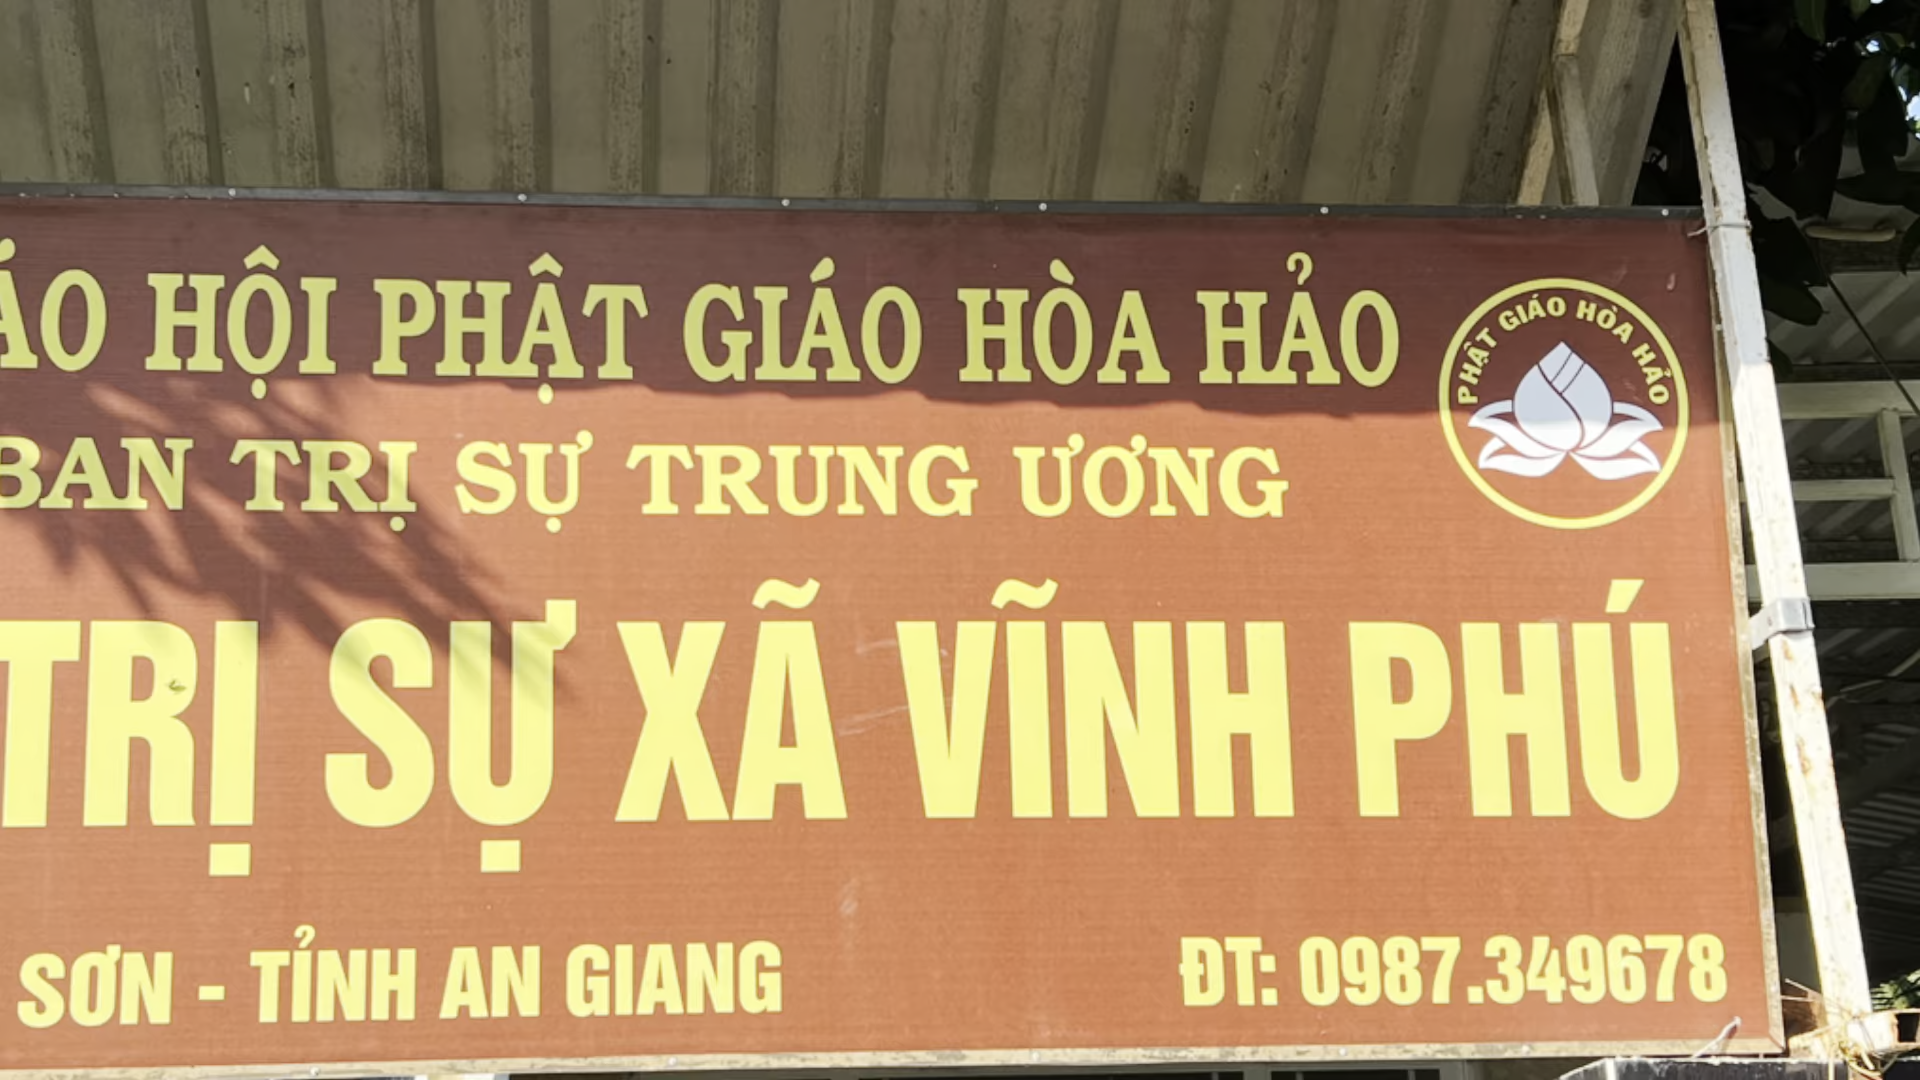 ÁO HỘI PHẬT GIÁO HÒA HẢO
PHẬT GIÁO HÒA HẢO
BAN TRỊ SỰ TRUNG ƯƠNG
TRỊ SỰ XÃ VĨNH PHÚ
SƠN - TỈNH AN GIANG
ĐT: 0987.349678